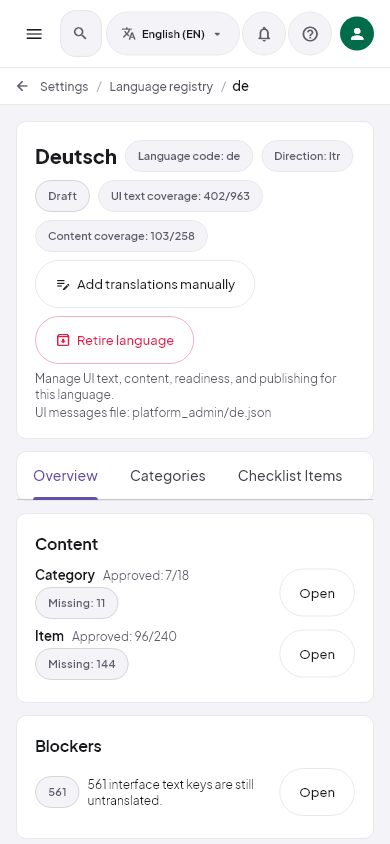 English (EN)
Settings / Language registry / de
Deutsch
Language code: de
Direction: ltr
Draft
UI text coverage: 402/963
Content coverage: 103/258
Add translations manually
Retire language
Manage UI text, content, readiness, and publishing for
this language.
UI messages file: platform_admin/de.json
Overview
Categories
Checklist Items
Content
Category Approved: 7/18
Missing: 11
Open
Item Approved: 96/240
Missing: 144
Open
Blockers
561
561 interface text keys are still
untranslated.
Open